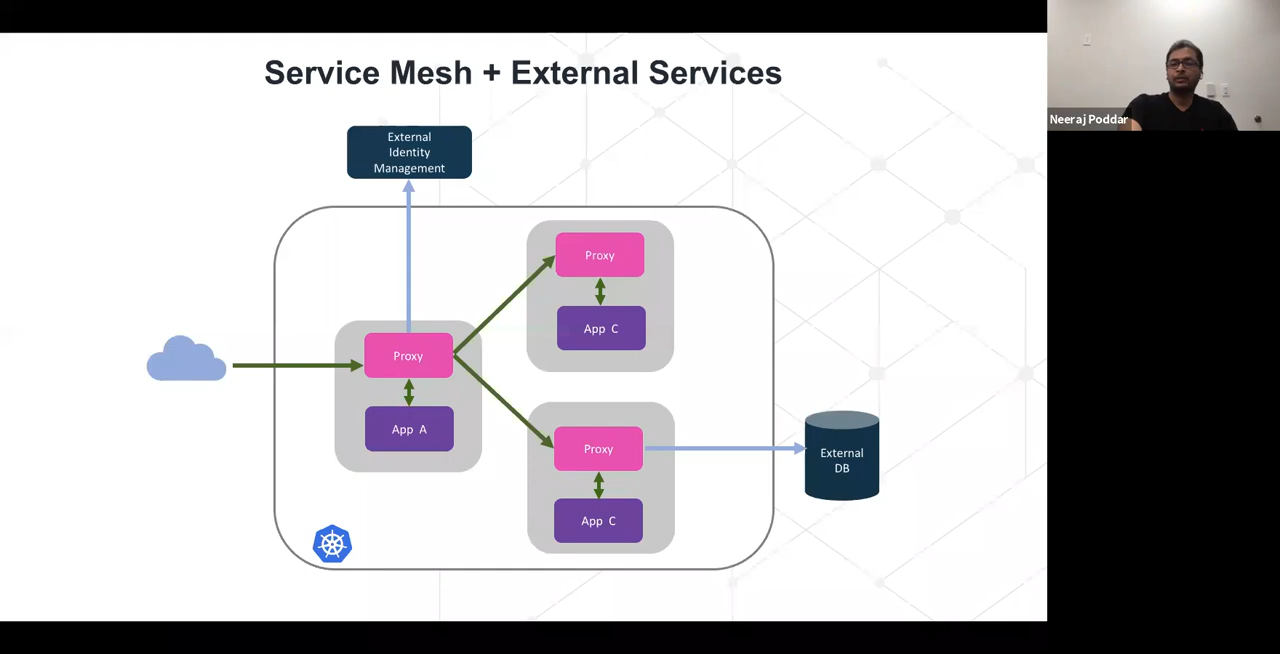 Service Mesh + External Services
Neeraj Poddar
External
Identity
Management
Proxy
App C
Proxy
App A
Proxy
App C
External
DB